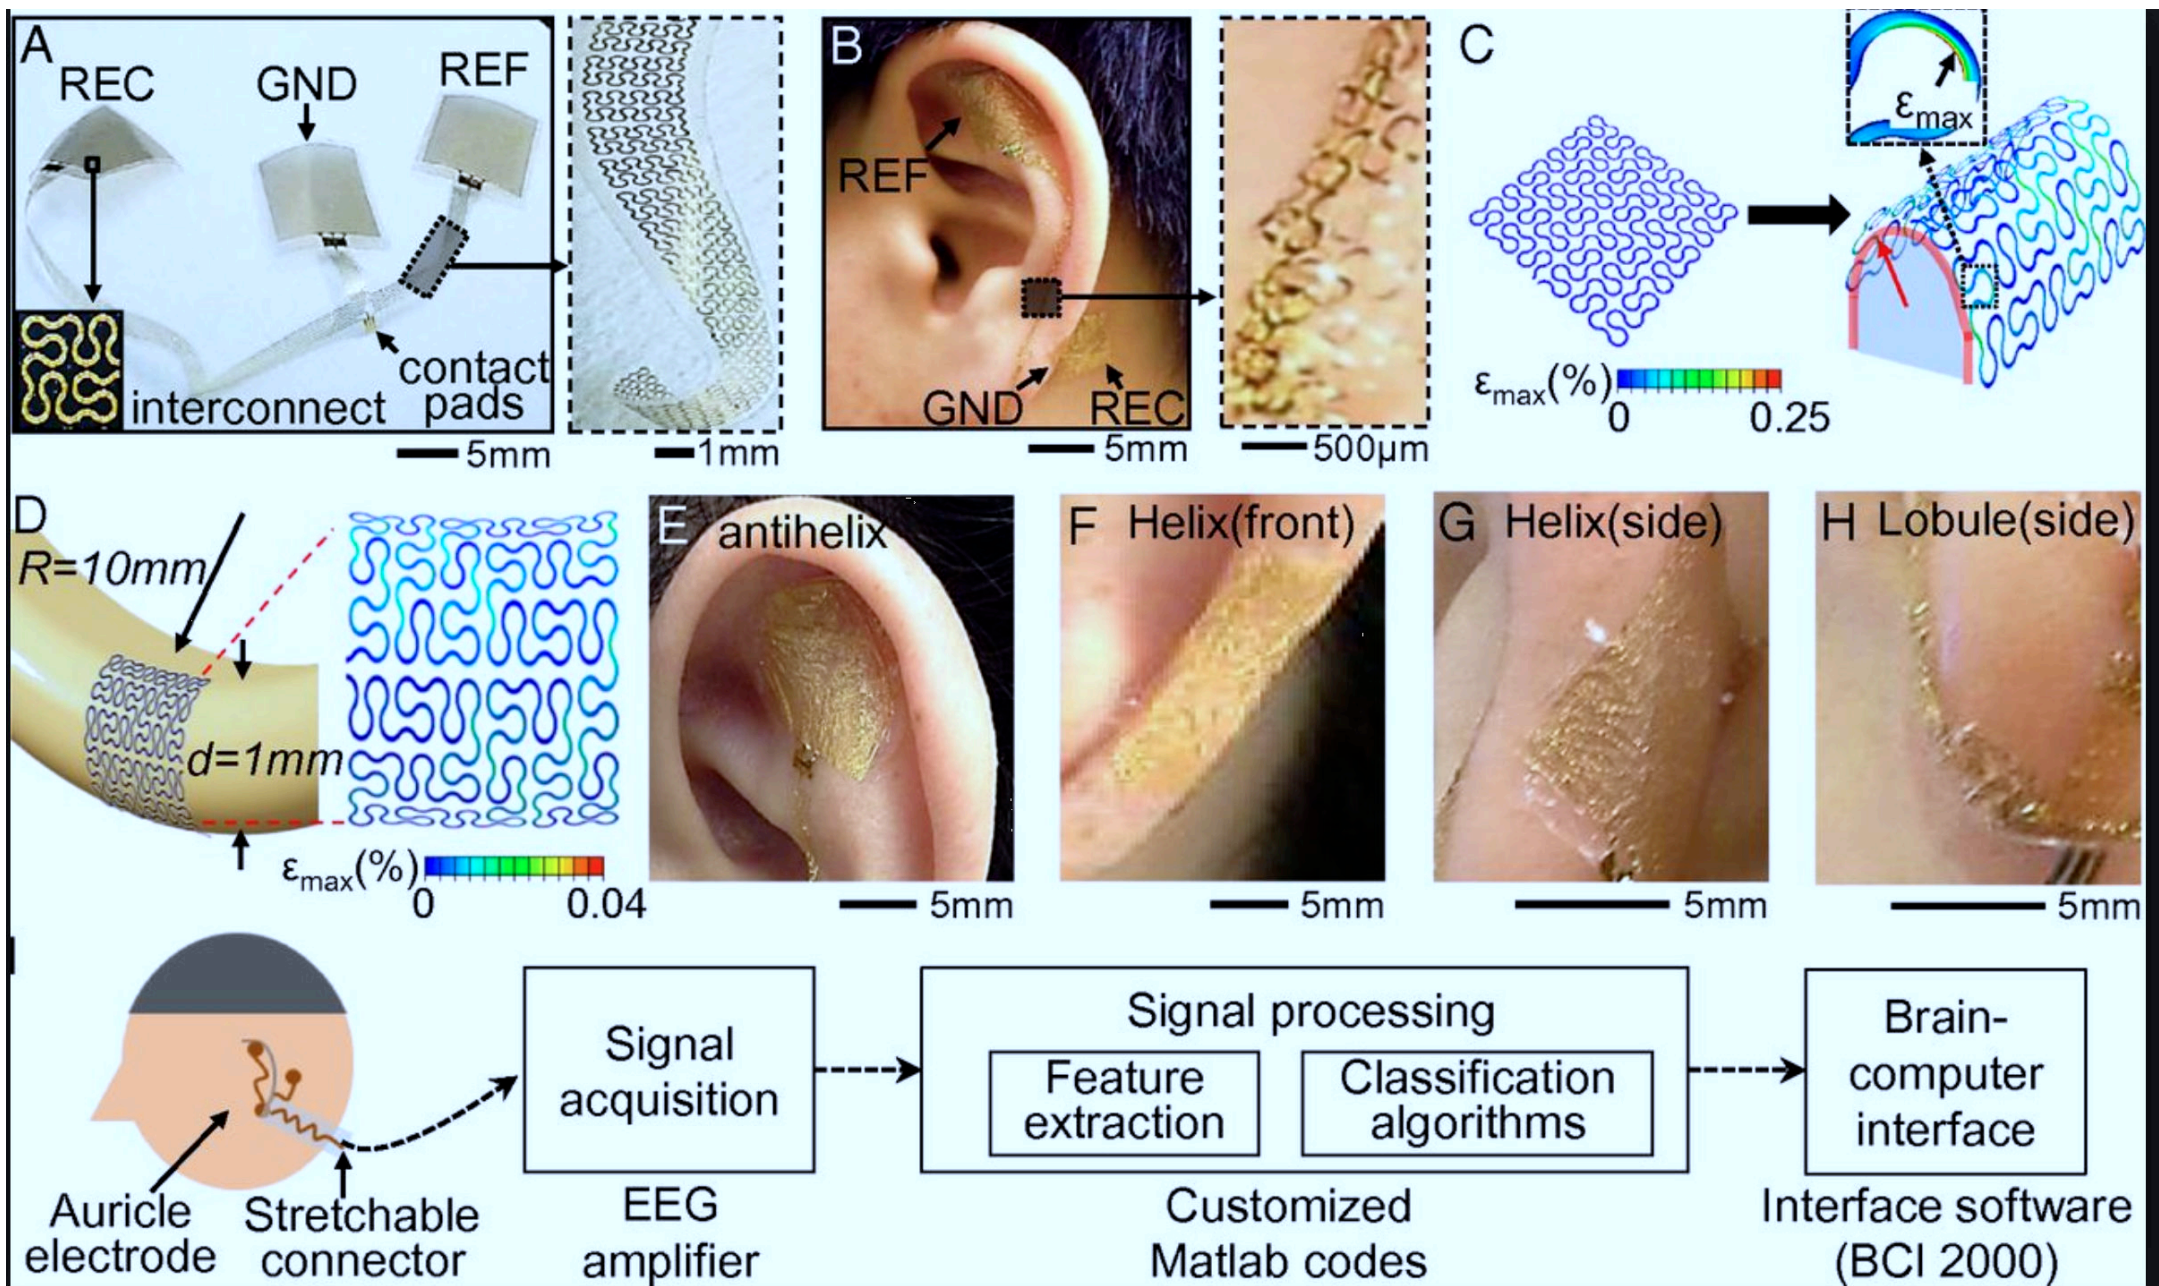 A
REC
GND
REF
interconnect
contact
pads
5mm
1mm
B
REF
GND
REC
5mm
500μm
C
εmax
εmax(%)
0
0.25
D
R=10mm
d=1mm
εmax(%)
0
0.04
E
antihelix
5mm
F
Helix(front)
5mm
G
Helix(side)
5mm
H
Lobule(side)
5mm
Auricle
electrode
Stretchable
connector
Signal
acquisition
EEG
amplifier
Signal processing
Feature
extraction
Classification
algorithms
Customized
Matlab codes
Brain-
computer
interface
Interface software
(BCI 2000)